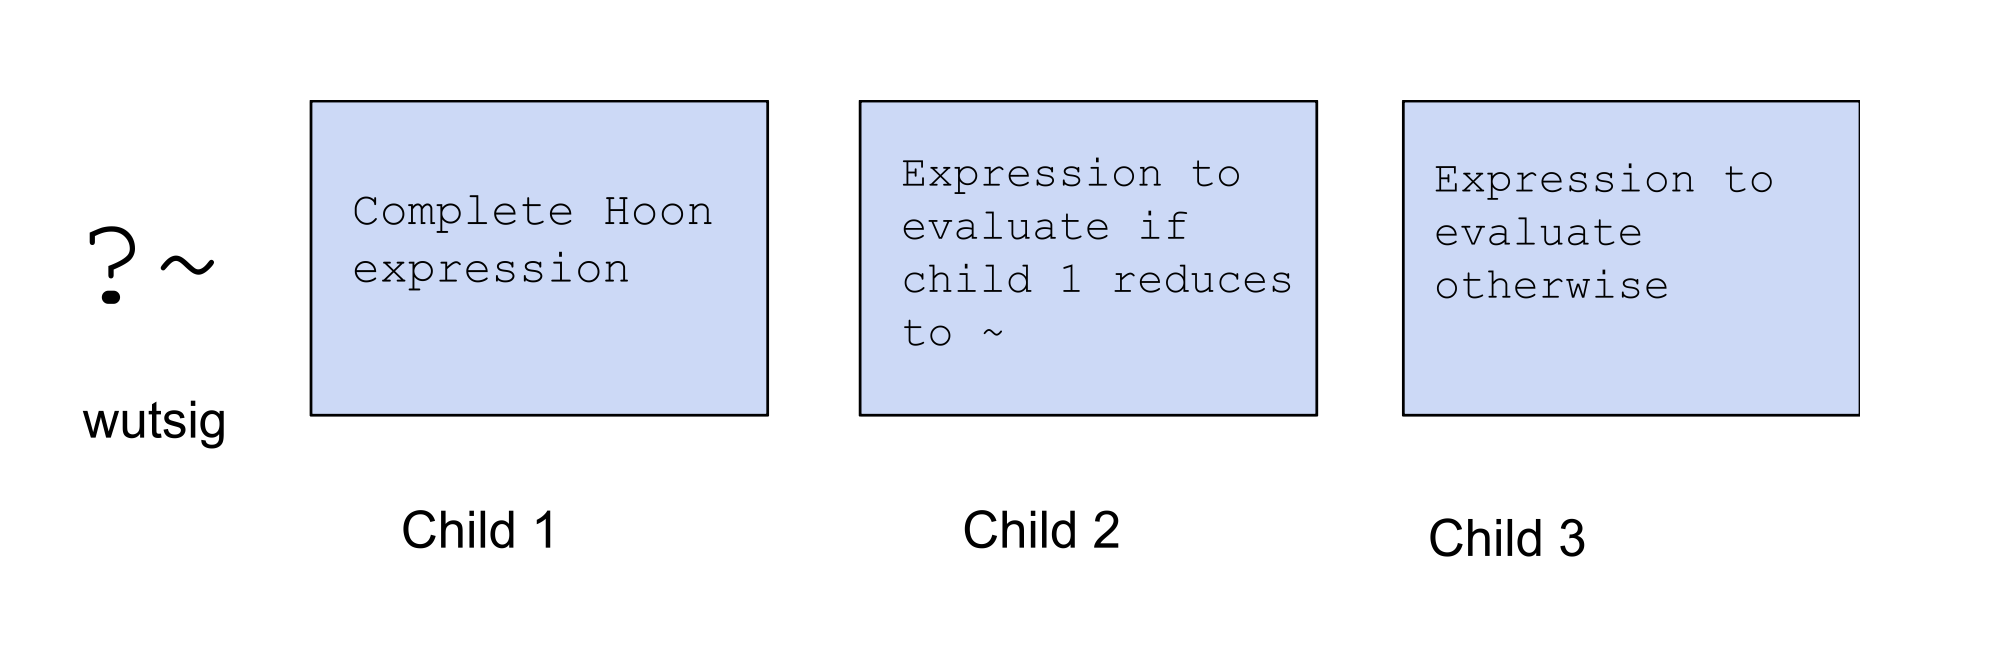 ?~
wutsig
Complete Hoon
expression
Child 1
Expression to
evaluate if
child 1 reduces
to ~
Child 2
Expression to
evaluate
otherwise
Child 3